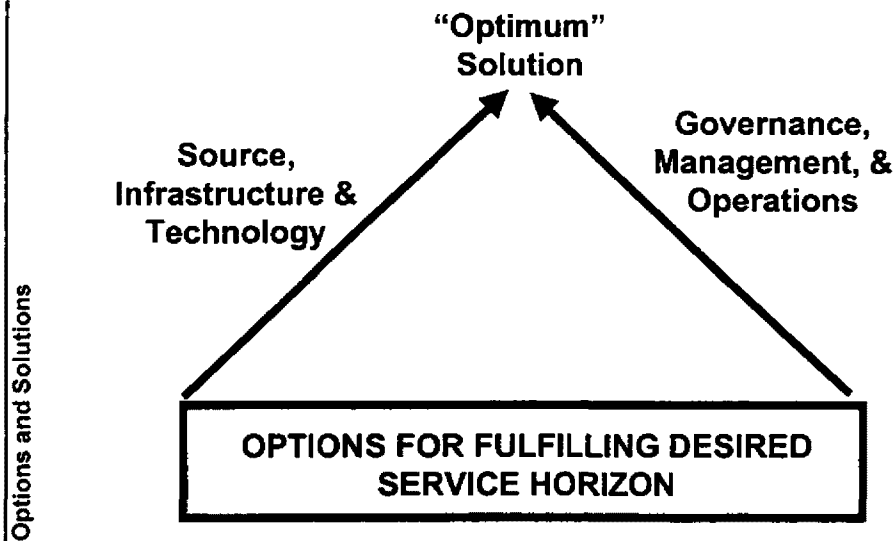 “Optimum”
Solution
Source,
Infrastructure &
Technology
Governance,
Management, &
Operations
OPTIONS FOR FULFILLING DESIRED
SERVICE HORIZON
Options and Solutions